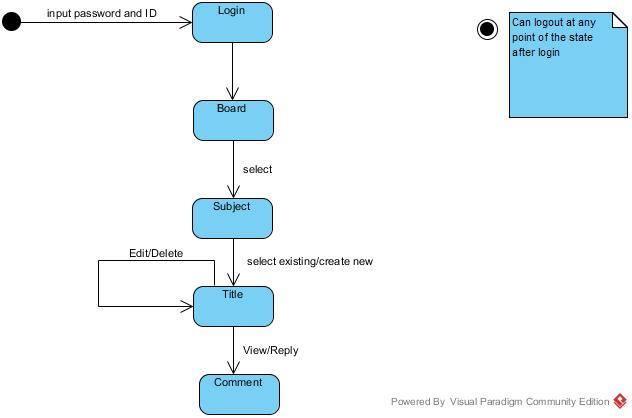 input password and ID
Login
Can logout at any
point of the state
after login
Board
select
Subject
Edit/Delete
select existing/create new
Title
View/Reply
Comment
Powered By Visual Paradigm Community Edition